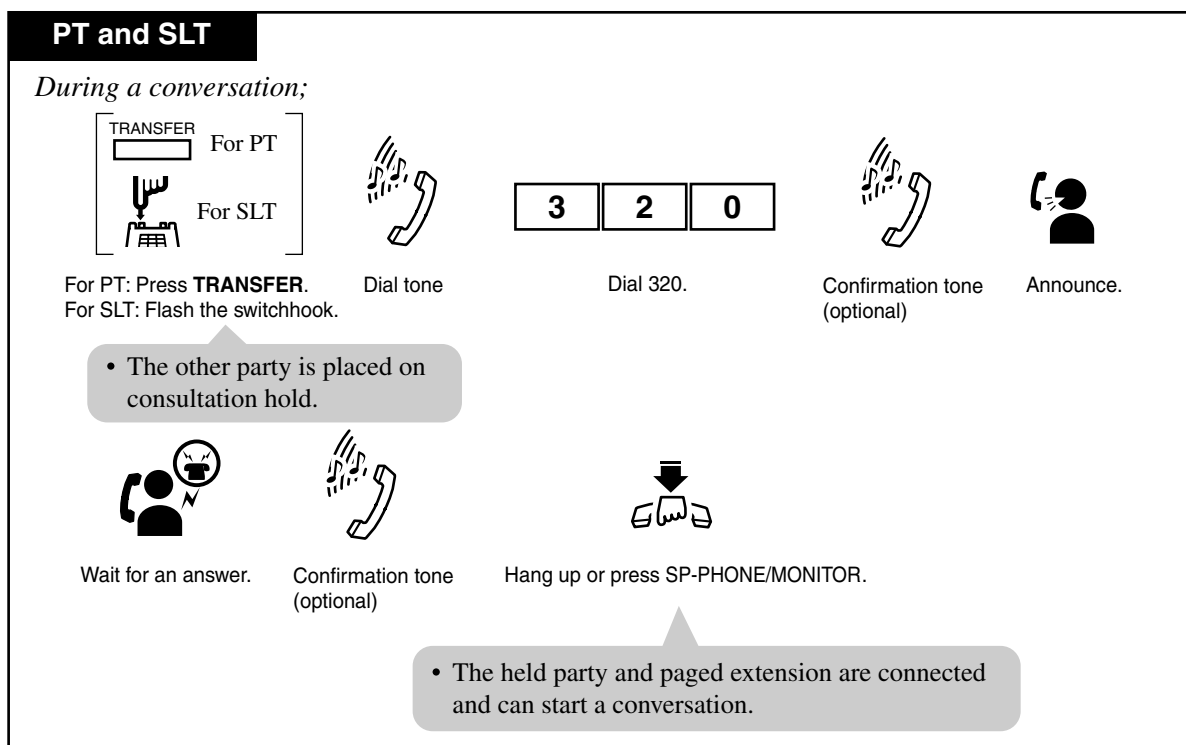 PT and SLT
During a conversation;
TRANSFER
For PT
For SLT
3 2 0
For PT: Press TRANSFER.
For SLT: Flash the switchhook.
Dial tone
Dial 320.
Confirmation tone
(optional)
Announce.
• The other party is placed on
consultation hold.
Wait for an answer.
Confirmation tone
(optional)
Hang up or press SP-PHONE/MONITOR.
• The held party and paged extension are connected
and can start a conversation.